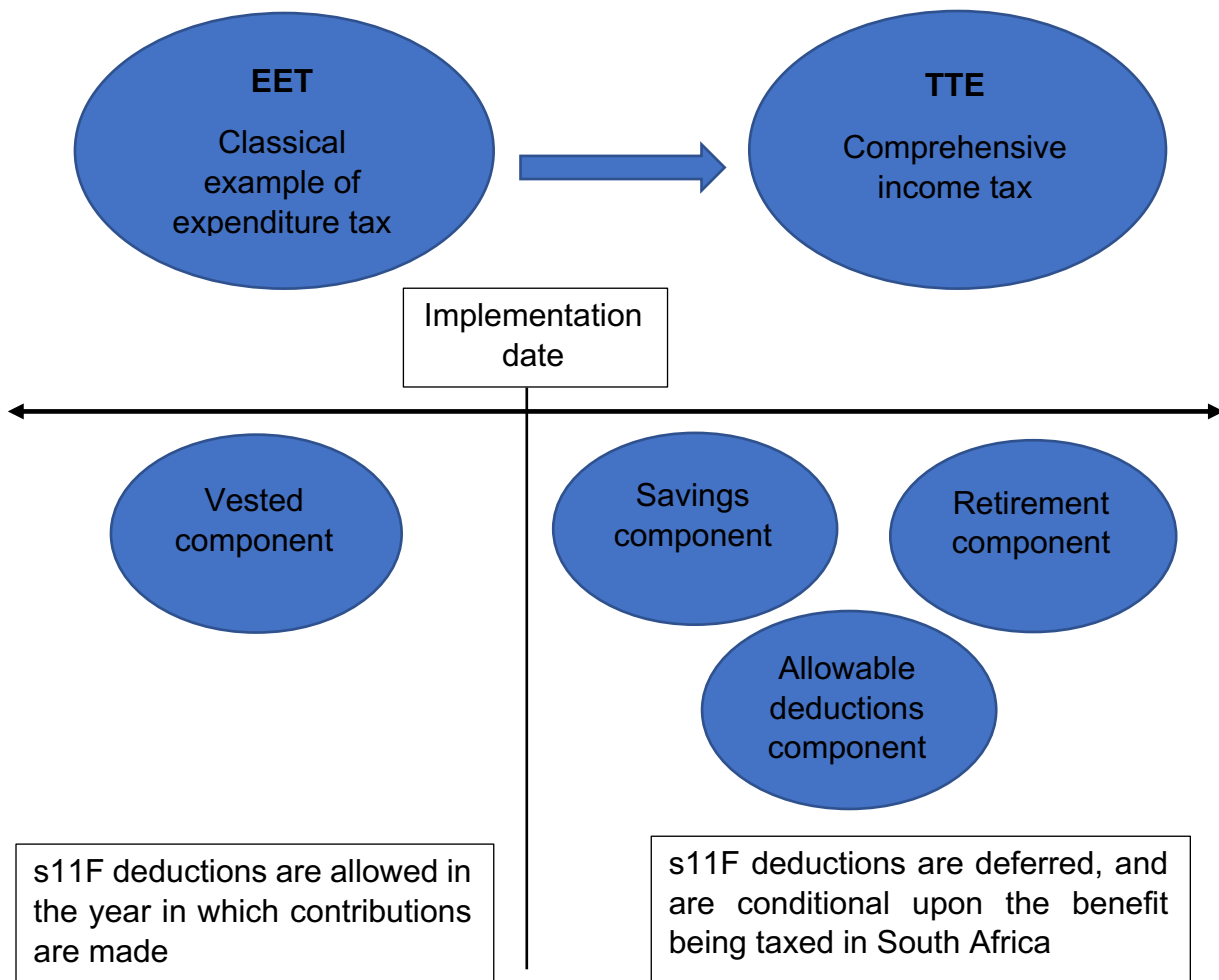 EET
Classical
example of
expenditure tax
TTE
Comprehensive
income tax
Implementation
date
Vested
component
Savings
component
Retirement
component
Allowable
deductions
component
s11F deductions are allowed in
the year in which contributions
are made
s11F deductions are deferred, and
are conditional upon the benefit
being taxed in South Africa